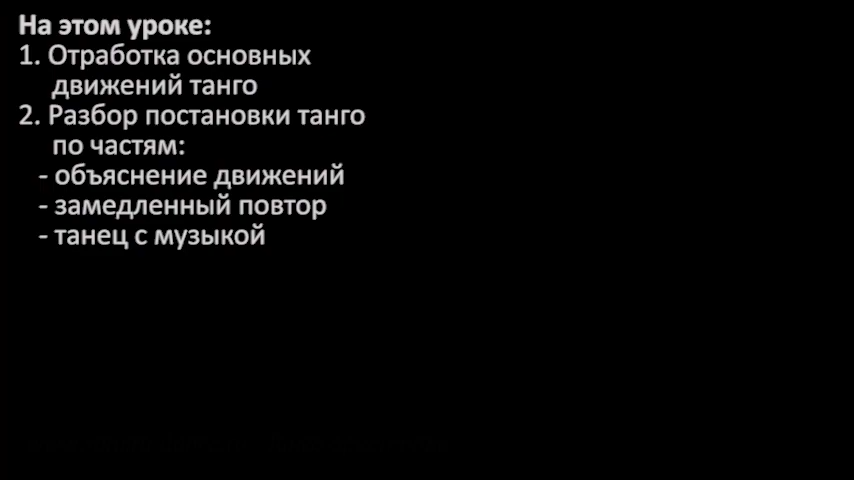 На этом уроке:
1. Отработка основных
движений танго
2. Разбор постановки танго
по частям:
- объяснение движений
- замедленный повтор
- танец с музыкой